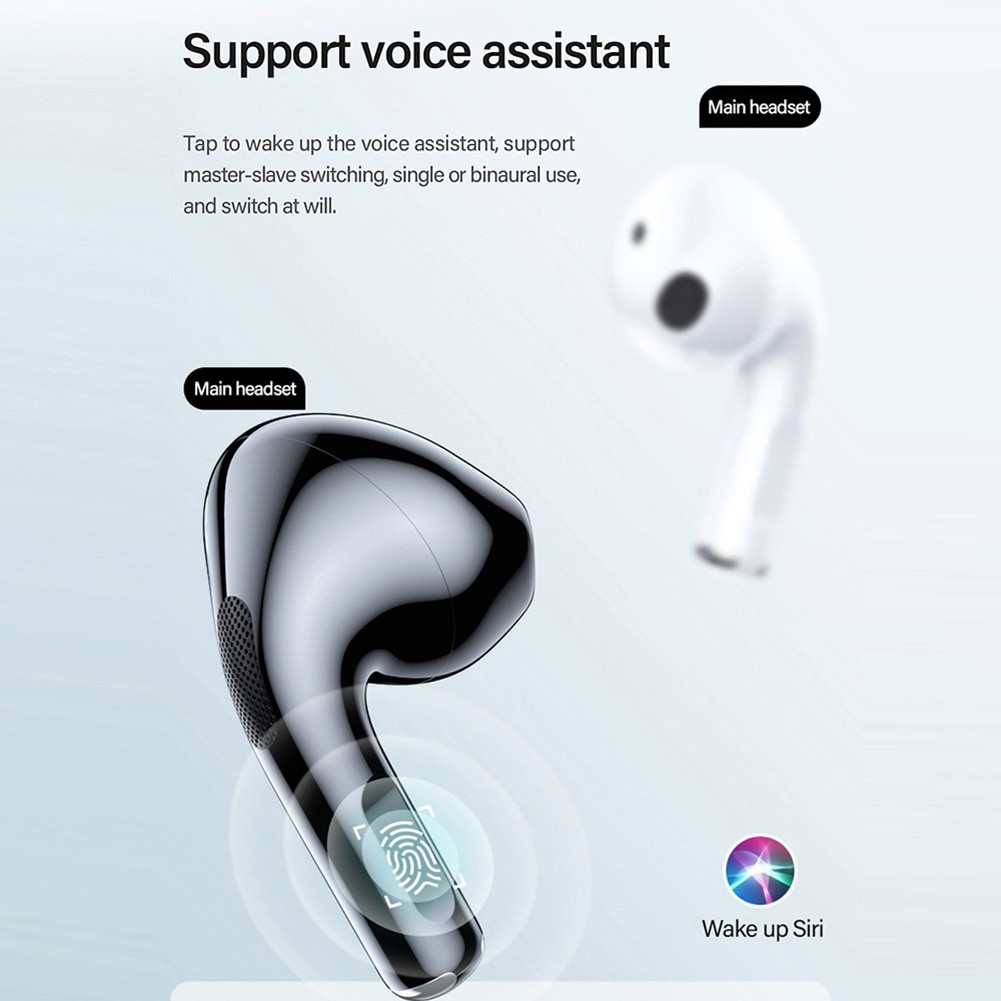 Support voice assistant
Main headset
Tap to wake up the voice assistant, support
master-slave switching, single or binaural use,
and switch at will.
Main headset
Wake up Siri